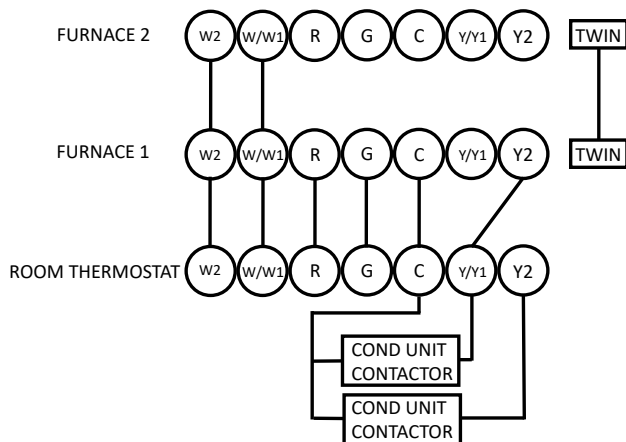 FURNACE 2 W2 W/W1 R G C Y/Y1 Y2 TWIN
FURNACE 1 W2 W/W1 R G C Y/Y1 Y2 TWIN
ROOM THERMOSTAT W2 W/W1 R G C Y/Y1 Y2
COND UNIT
CONTACTOR
COND UNIT
CONTACTOR